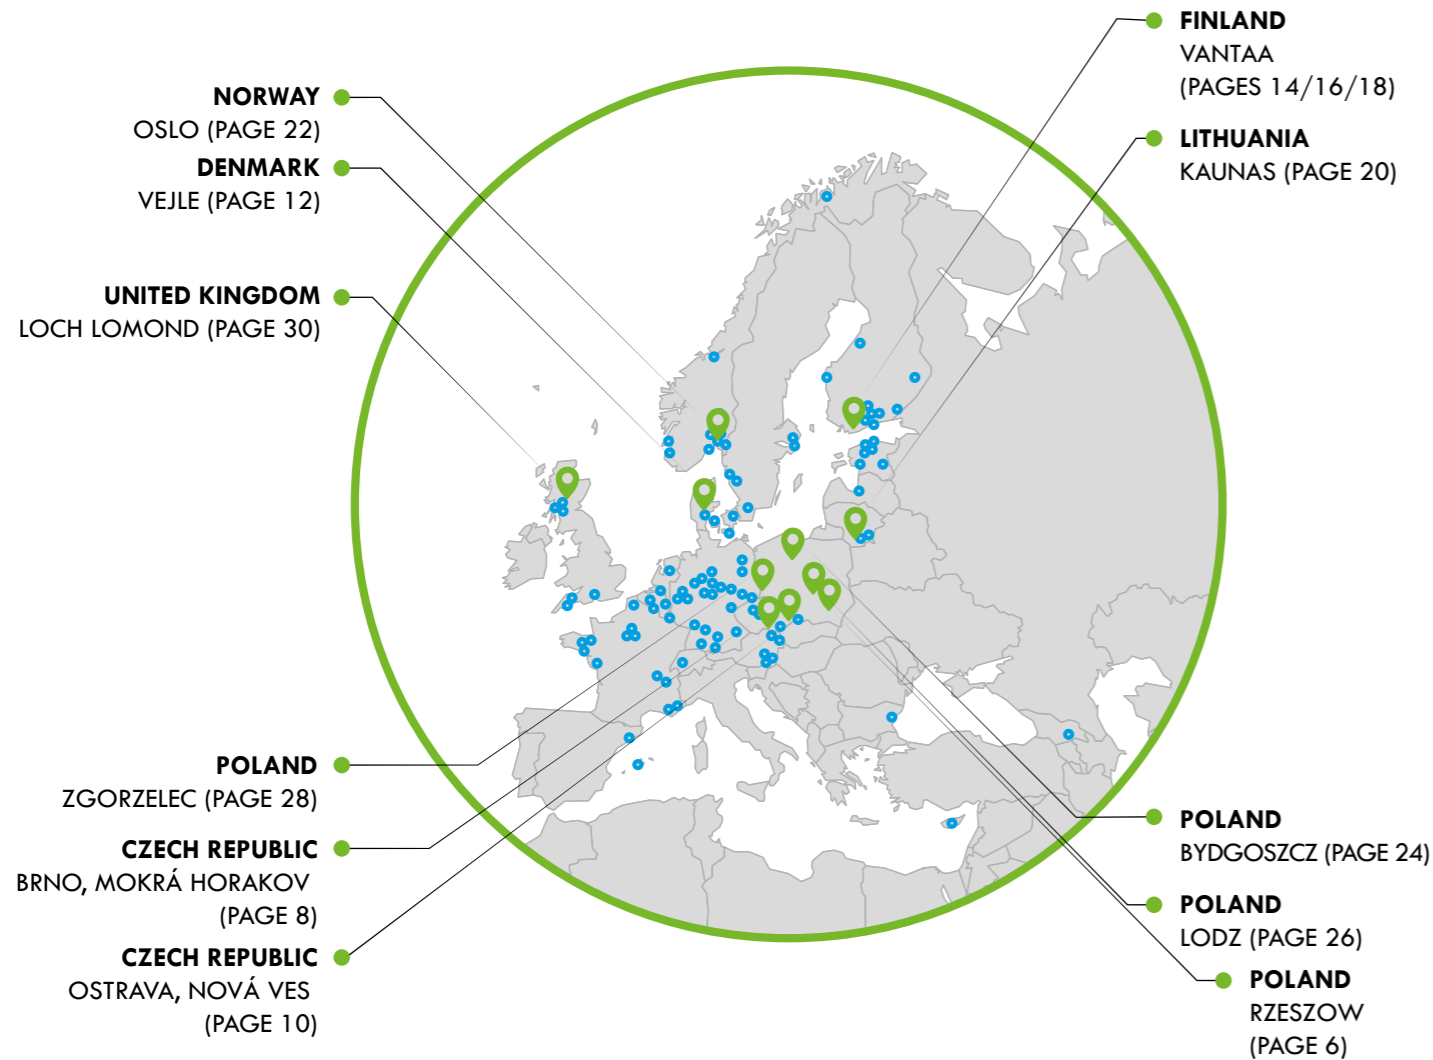 FINLAND
VANTAA
(PAGES 14/16/18)
NORWAY
OSLO (PAGE 22)
LITHUANIA
KAUNAS (PAGE 20)
DENMARK
VEJLE (PAGE 12)
UNITED KINGDOM
LOCH LOMOND (PAGE 30)
POLAND
ZGORZELEC (PAGE 28)
CZECH REPUBLIC
BRNO, MOKRÁ HORAKOV
(PAGE 8)
CZECH REPUBLIC
OSTRAVA, NOVÁ VES
(PAGE 10)
POLAND
BYDGOSZCZ (PAGE 24)
POLAND
LODZ (PAGE 26)
POLAND
RZESZOW
(PAGE 6)